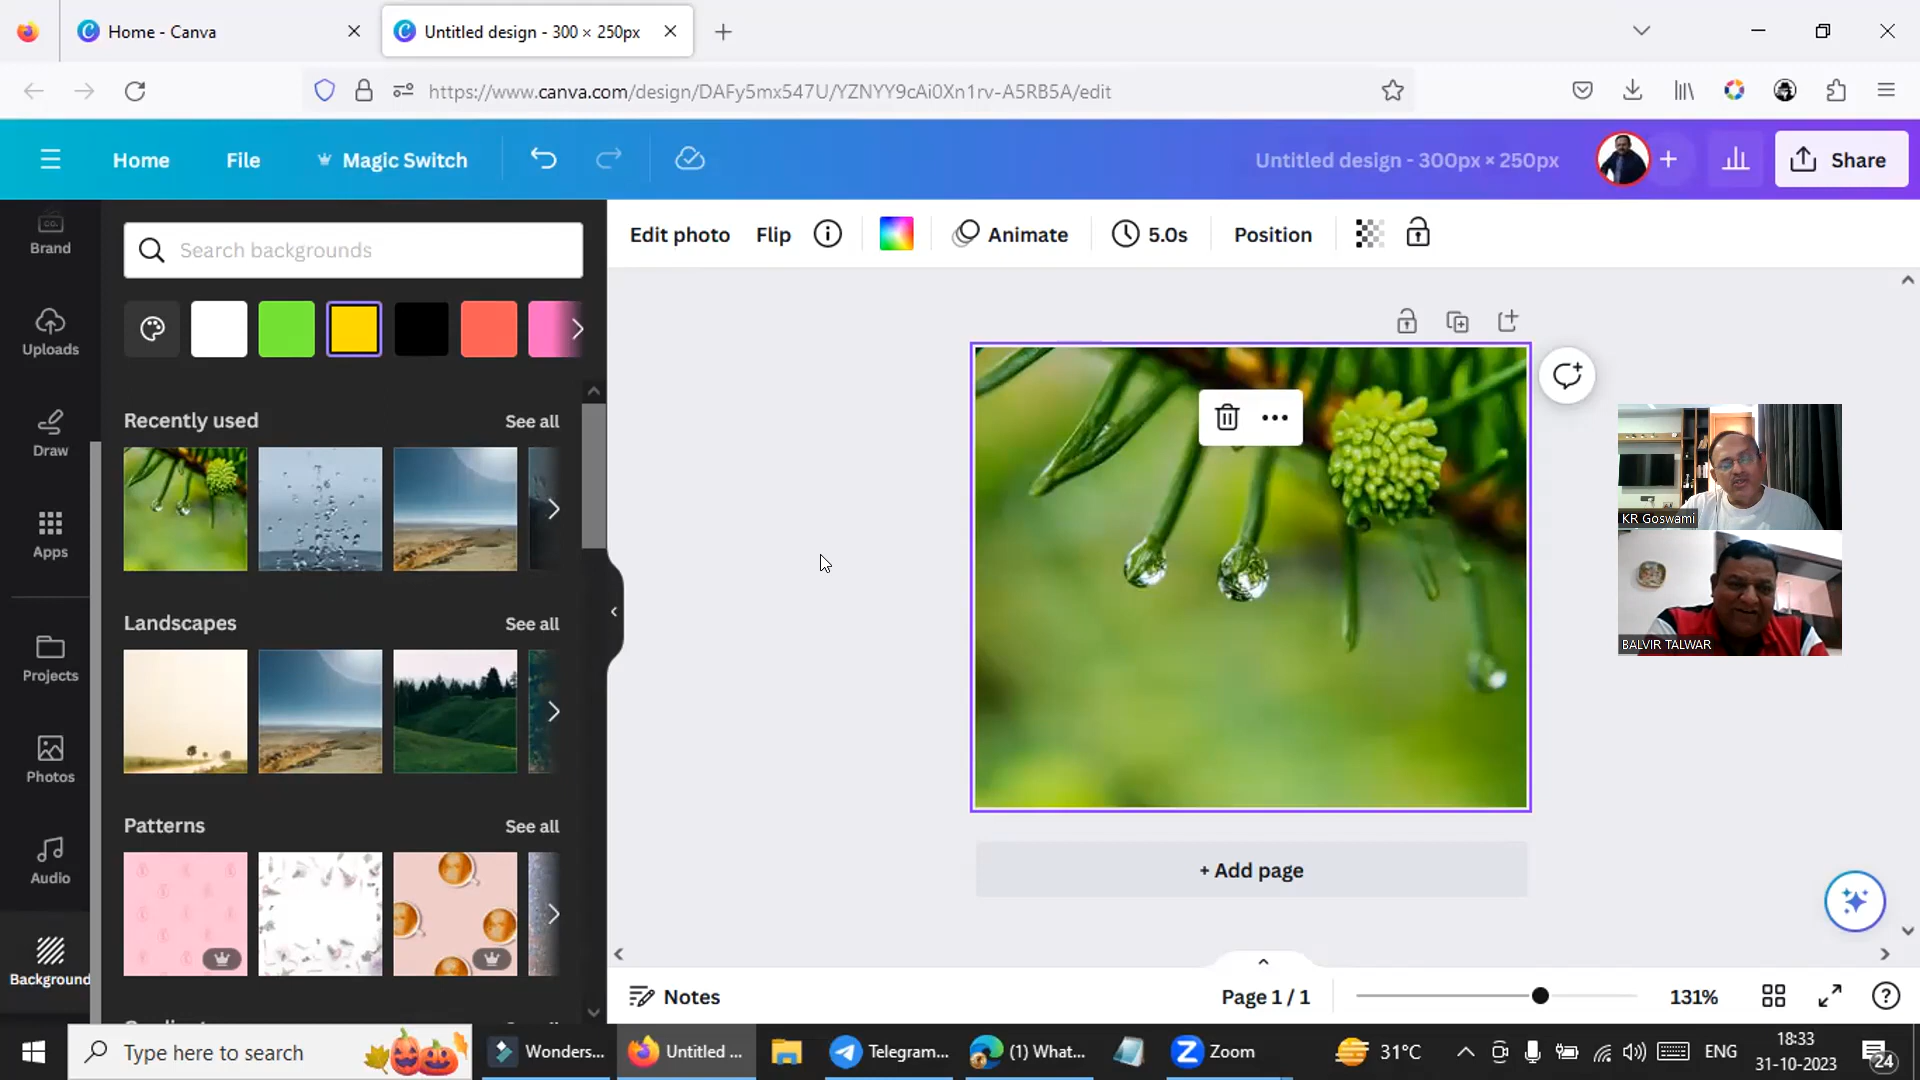 Home - Canva
Untitled design - 300 × 250px
https://www.canva.com/design/DAFy5mx547U/YZNYY9cAi0Xn1rv-A5RB5A/edit
Home
File
Magic Switch
Untitled design - 300px × 250px
Share
CO.
Brand
Uploads
Draw
Apps
Projects
Photos
Audio
Background
Search backgrounds
Recently used
See all
Landscapes
See all
Patterns
See all
Edit photo
Flip
Animate
5.0s
Position
+ Add page
KR Goswami
BALVIR TALWAR
Notes
Page 1 / 1
131%
Type here to search
Wonders...
Untitled ...
Telegram...
(1) What...
Zoom
31°C
ENG
18:33
31-10-2023
24